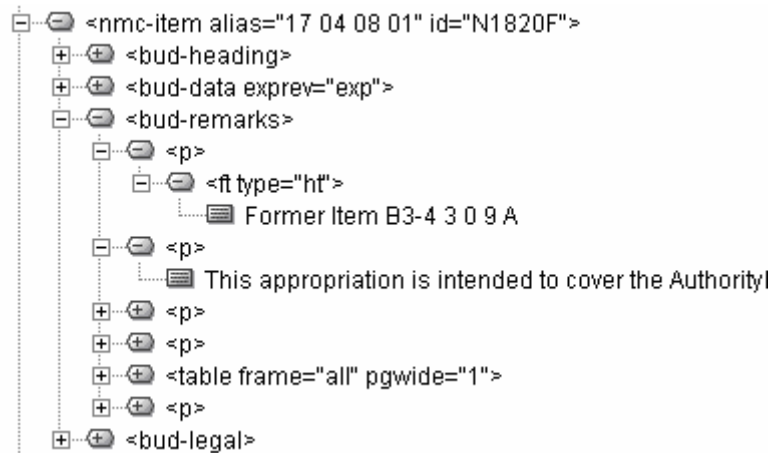 <nmc-item alias="17 04 08 01" id="N1820F">
<bud-heading>
<bud-data exprev="exp">
<bud-remarks>
<p>
<ft type="ht">
Former Item B3-4 3 0 9 A
<p>
This appropriation is intended to cover the Authority
<p>
<p>
<table frame="all" pgwide="1">
<p>
<bud-legal>